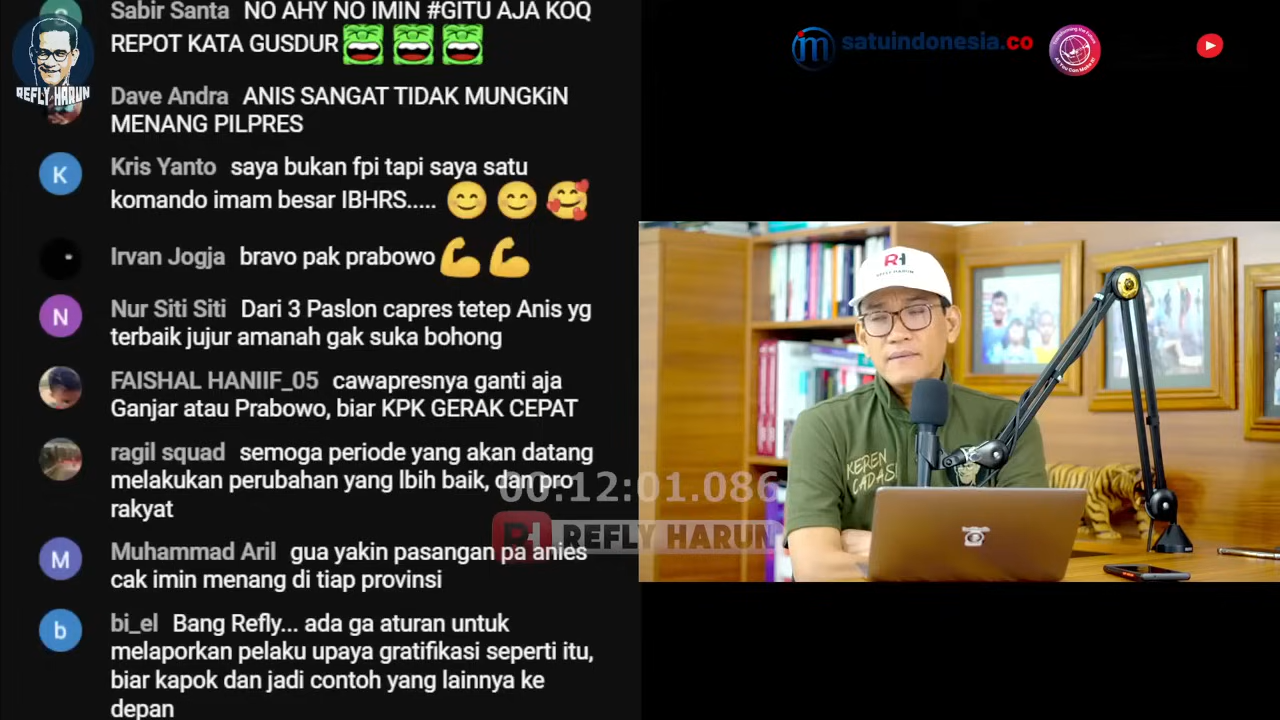 Sabir Santa NO AHY NO IMIN #GITU AJA KOQ
REPOT KATA GUSDUR
REFLY HARUN
Dave Andra ANIS SANGAT TIDAK MUNGKiN
MENANG PILPRES
K
Kris Yanto saya bukan fpi tapi saya satu
komando imam besar IBHRS.....
Irvan Jogja bravo pak prabowo
N
Nur Siti Siti Dari 3 Paslon capres tetep Anis yg
terbaik jujur amanah gak suka bohong
FAISHAL HANIIF_05 cawapresnya ganti aja
Ganjar atau Prabowo, biar KPK GERAK CEPAT
ragil squad semoga periode yang akan datang
melakukan perubahan yang lbih baik, dan pro
rakyat
M
Muhammad Aril gua yakin pasangan pa anies
cak imin menang di tiap provinsi
b
bi_el Bang Refly... ada ga aturan untuk
melaporkan pelaku upaya gratifikasi seperti itu,
biar kapok dan jadi contoh yang lainnya ke
depan
satuindonesia.co
RH
REFLY HARUN
KEREN
CADAS
00:12:01.086
RH REFLY HARUN